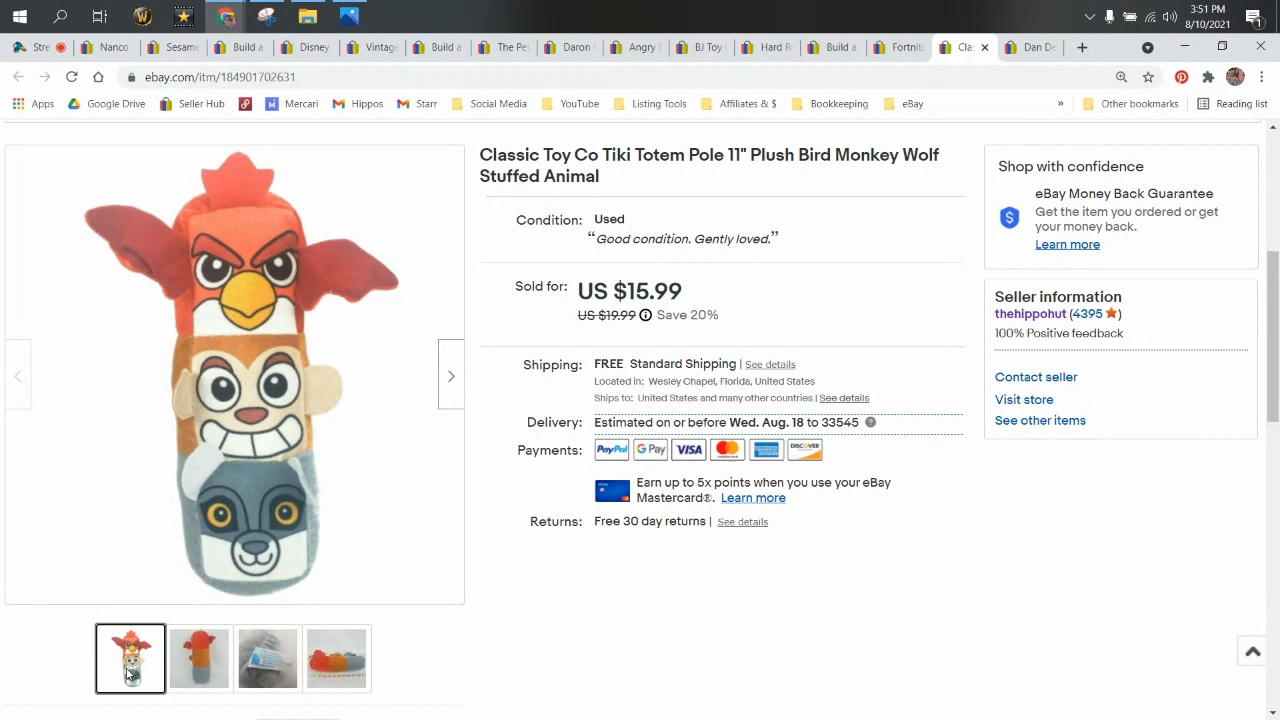 3:51 PM
8/10/2021
Stre
Nanco
Sesame
Build a
Disney
Vintag
Build a
The Pe
Daron
Angry
BJ Toy
Hard R
Build a
Fortnit
Clas
Dan De
ebay.com/itm/184901702631
Apps
Google Drive
Seller Hub
Mercari
Hippos
Starr
Social Media
YouTube
Listing Tools
Affiliates & $
Bookkeeping
eBay
»
Other bookmarks
Reading list
Classic Toy Co Tiki Totem Pole 11" Plush Bird Monkey Wolf
Stuffed Animal
Condition: Used
“Good condition. Gently loved.”
Sold for: US $15.99
US $19.99 Save 20%
Shipping: FREE Standard Shipping | See details
Located in: Wesley Chapel, Florida, United States
Ships to: United States and many other countries | See details
Delivery: Estimated on or before Wed. Aug. 18 to 33545
Payments: PayPal G Pay VISA MasterCard AMERICAN EXPRESS DISCOVER
Earn up to 5x points when you use your eBay
Mastercard®. Learn more
Returns: Free 30 day returns | See details
Shop with confidence
eBay Money Back Guarantee
Get the item you ordered or get
your money back.
Learn more
Seller information
thehippohut (4395)
100% Positive feedback
Contact seller
Visit store
See other items